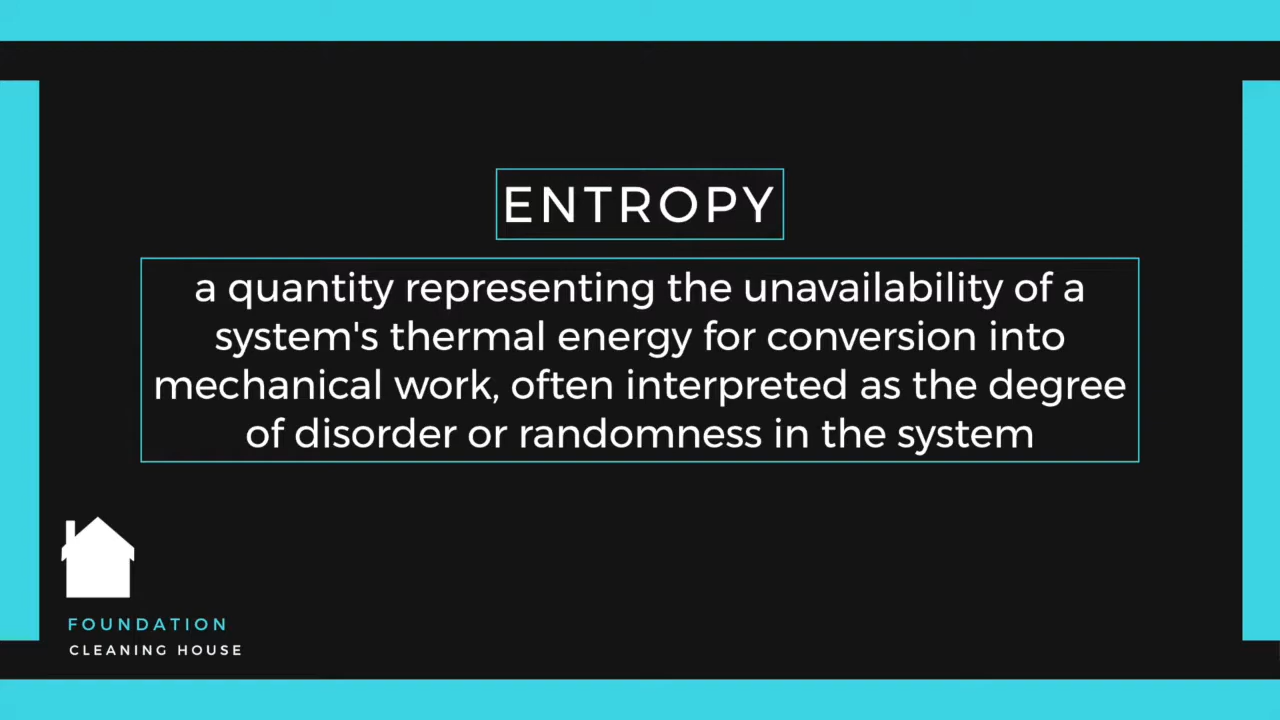 ENTROPY
a quantity representing the unavailability of a
system's thermal energy for conversion into
mechanical work, often interpreted as the degree
of disorder or randomness in the system
FOUNDATION
CLEANING HOUSE